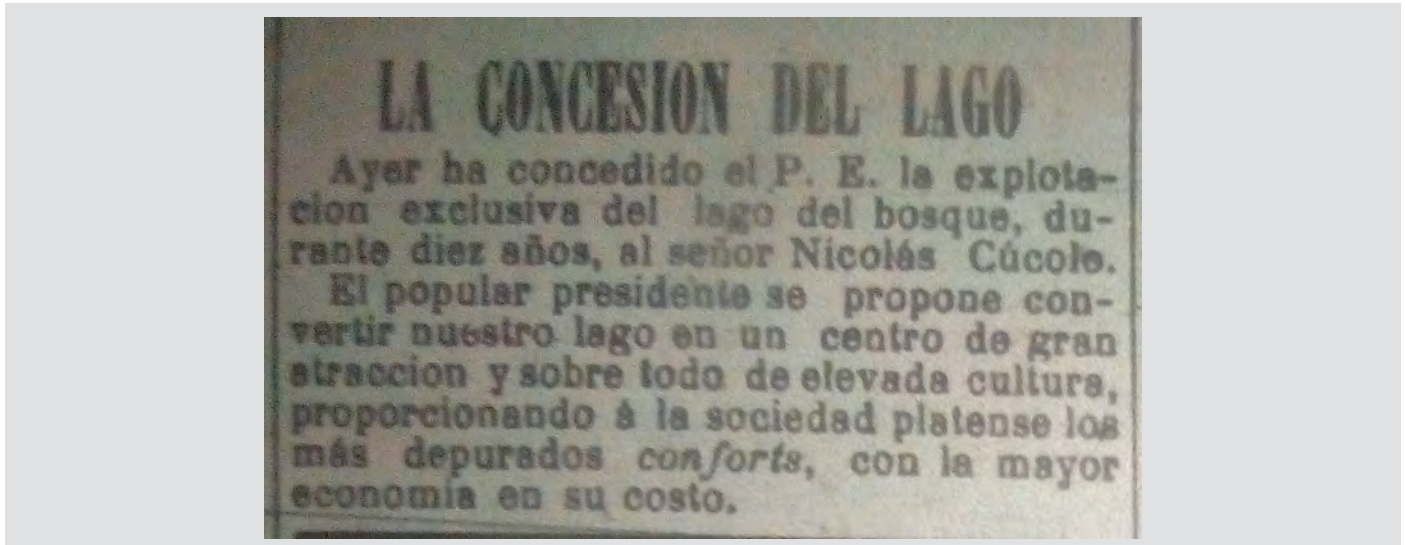 LA CONCESION DEL LAGO
Ayer ha concedido el P. E. la explota-
cion exclusiva del lago del bosque, du-
rante diez años, al señor Nicolás Cúcolo.
El popular presidente se propone con-
vertir nuestro lago en un centro de gran
atraccion y sobre todo de elevada cultura,
proporcionando á la sociedad platense los
más depurados conforts, con la mayor
economia en su costo.